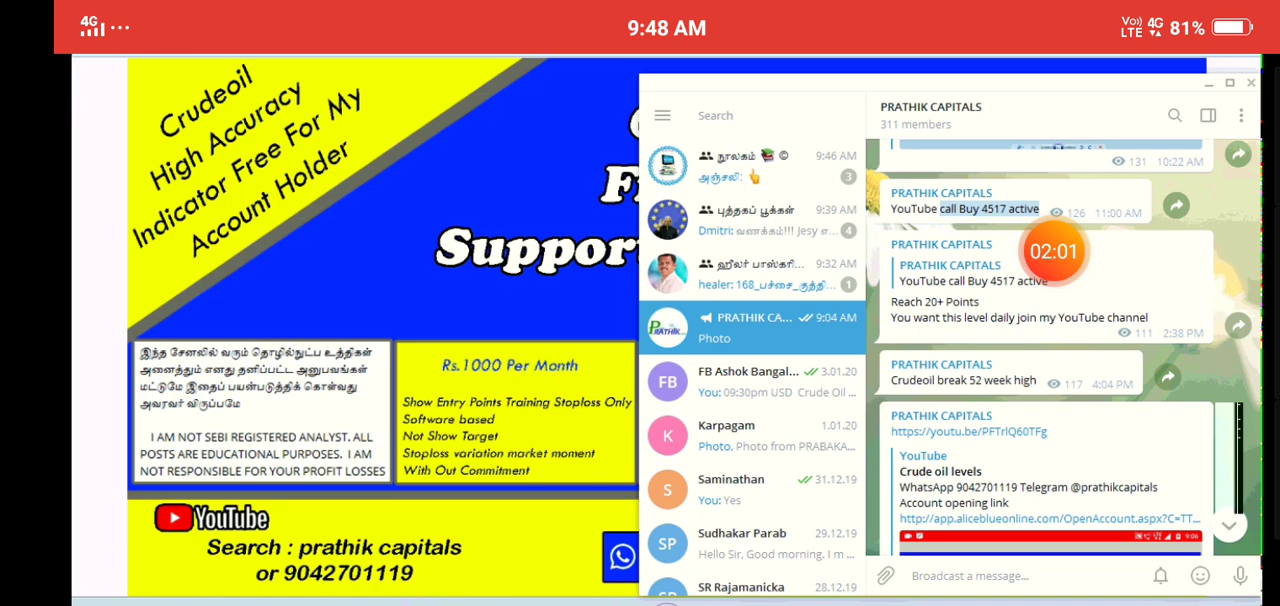 4G
9:48 AM
Vo)) LTE 4G 81%
Crudeoil
High Accuracy
Indicator Free For My
Account Holder
Support
இந்த சேனலில் வரும் தொழில்நுட்ப உத்திகள்
அனைத்தும் எனது தனிப்பட்ட அனுபவங்கள்
மட்டுமே இதைப் பயன்படுத்திக் கொள்வது
அவரவர் விருப்பமே
I AM NOT SEBI REGISTERED ANALYST. ALL
POSTS ARE EDUCATIONAL PURPOSES. I AM
NOT RESPONSIBLE FOR YOUR PROFIT LOSSES
Rs.1000 Per Month
Show Entry Points Training Stoploss Only
Software based
Not Show Target
Stoploss variation market moment
With Out Commitment
YouTube
Search : prathik capitals
or 9042701119
Search
நூலகம் 📚 © 9:46 AM
அஞ்சலி: 👆 3
புத்தகப் பூக்கள் 9:39 AM
Dmitri: வணக்கம்!!! Jesy எ... 4
ஹீலர் பாஸ்கரி... 9:32 AM
healer: 168_பச்சை_குத்தி... 1
PRATHIK
PRATHIK CA... 9:04 AM
Photo
FB
FB Ashok Bangal... 3.01.20
You: 09:30pm USD Crude Oil ...
K
Karpagam 1.01.20
Photo, Photo from PRABAKA...
S
Saminathan 31.12.19
You: Yes
SP
Sudhakar Parab 29.12.19
Hello Sir, Good morning. I m ...
SR Rajamanicka 28.12.19
PRATHIK CAPITALS
311 members
131 10:22 AM
PRATHIK CAPITALS
YouTube call Buy 4517 active 126 11:00 AM
PRATHIK CAPITALS
02:01
PRATHIK CAPITALS
YouTube call Buy 4517 active
Reach 20+ Points
You want this level daily join my YouTube channel
111 2:38 PM
PRATHIK CAPITALS
Crudeoil break 52 week high 117 4:04 PM
PRATHIK CAPITALS
https://youtu.be/PFTrlQ60TFg
YouTube
Crude oil levels
WhatsApp 9042701119 Telegram @prathikcapitals
Account opening link
http://app.aliceblueonline.com/OpenAccount.aspx?C=TT...
9:06
Broadcast a message...